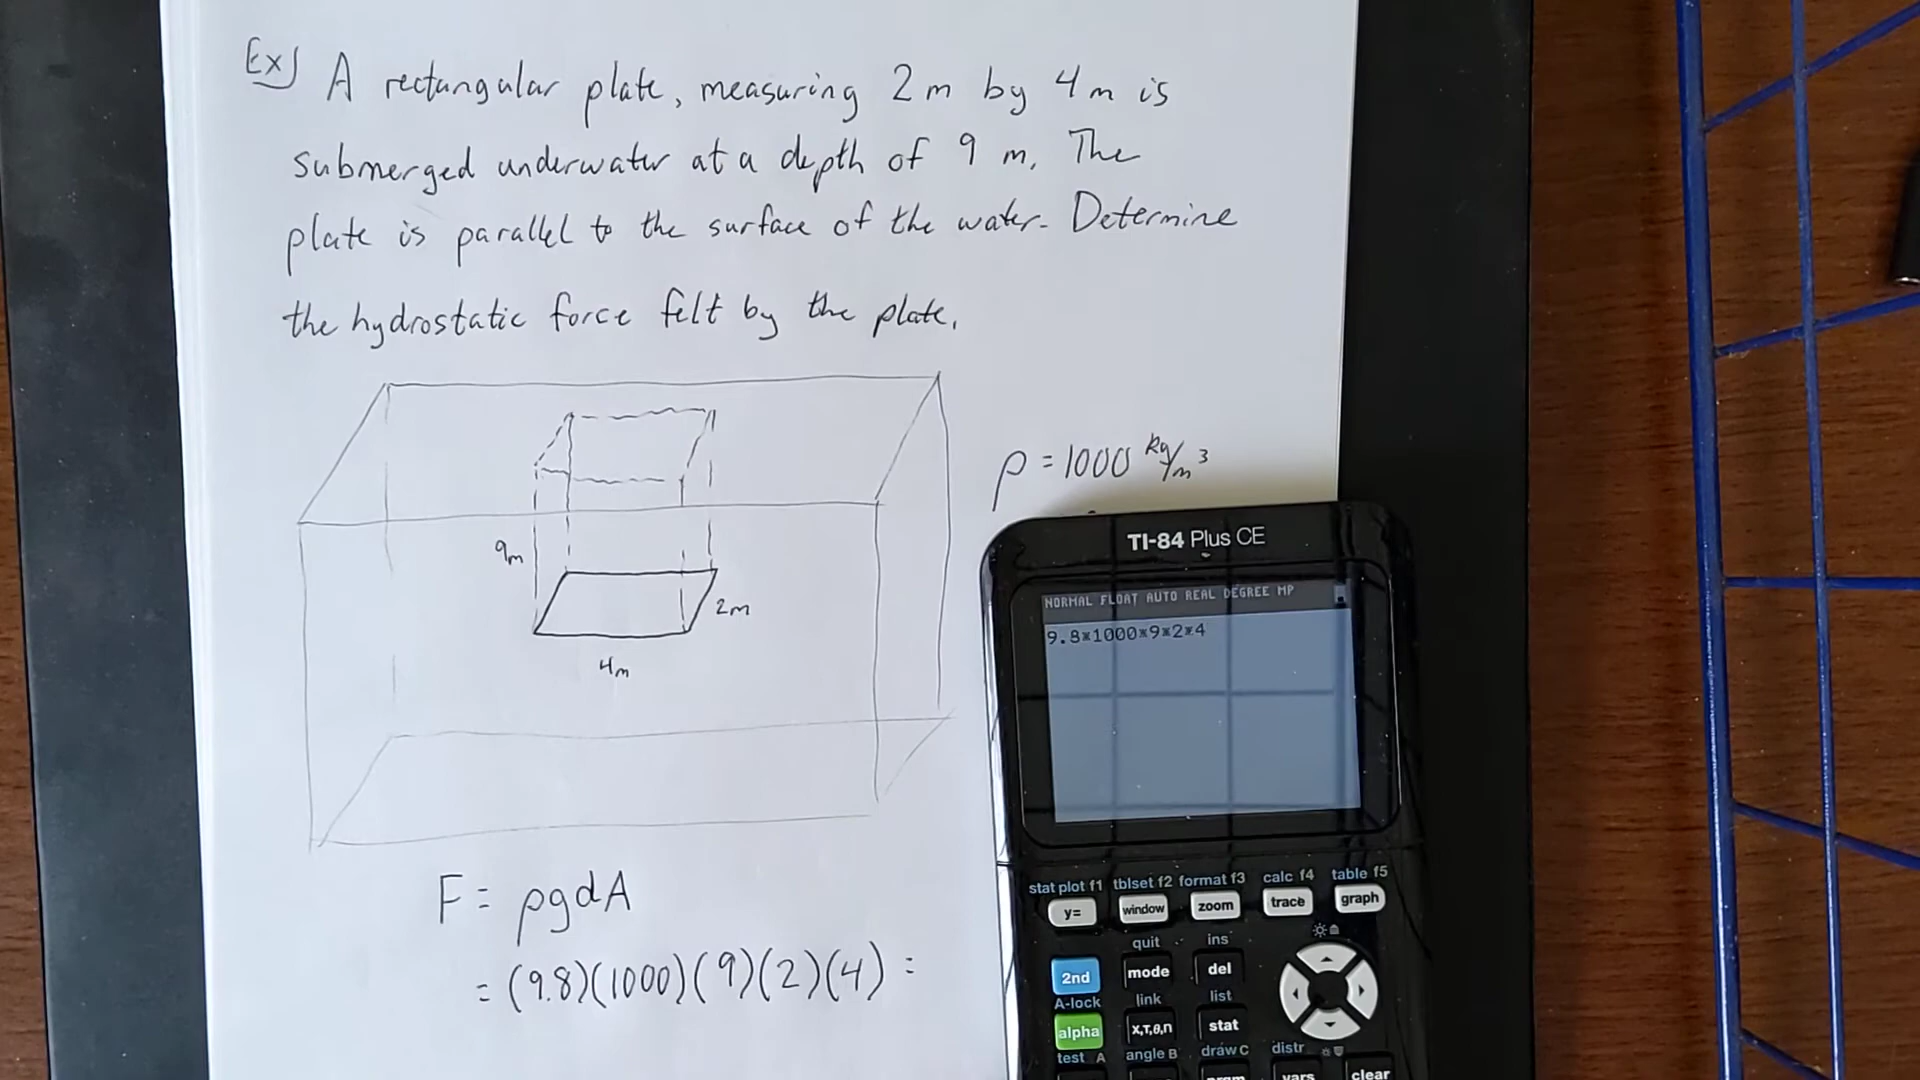 Ex) A rectangular plate, measuring 2 m by 4 m is
submerged underwater at a depth of 9 m. The
plate is parallel to the surface of the water. Determine
the hydrostatic force felt by the plate.
ρ = 1000 kg/m³
9m
2m
4m
F = ρgdA
= (9.8)(1000)(9)(2)(4) =
TI-84 Plus CE
NORMAL FLOAT AUTO REAL DEGREE MP
9.8*1000*9*2*4
stat plot f1 tblset f2 format f3 calc f4 table f5
y= window zoom trace graph
quit ins
2nd mode del
A-lock link list
alpha X,T,θ,n stat
test A angle B draw C distr
prgm vars clear